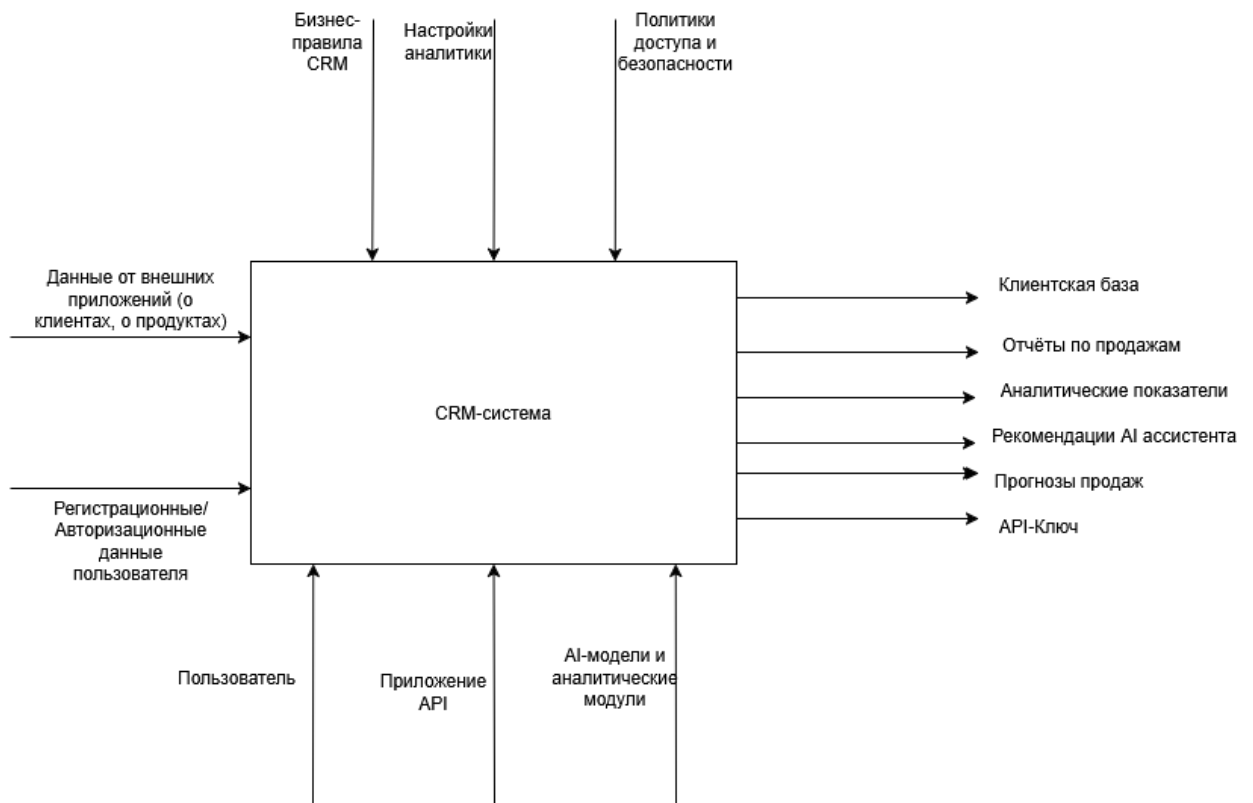 Бизнес-
правила
CRM
Настройки
аналитики
Политики
доступа и
безопасности
Данные от внешних
приложений (о
клиентах, о продуктах)
Регистрационные/
Авторизационные
данные
пользователя
CRM-система
Клиентская база
Отчёты по продажам
Аналитические показатели
Рекомендации AI ассистента
Прогнозы продаж
API-Ключ
Пользователь
Приложение
API
AI-модели и
аналитические
модули